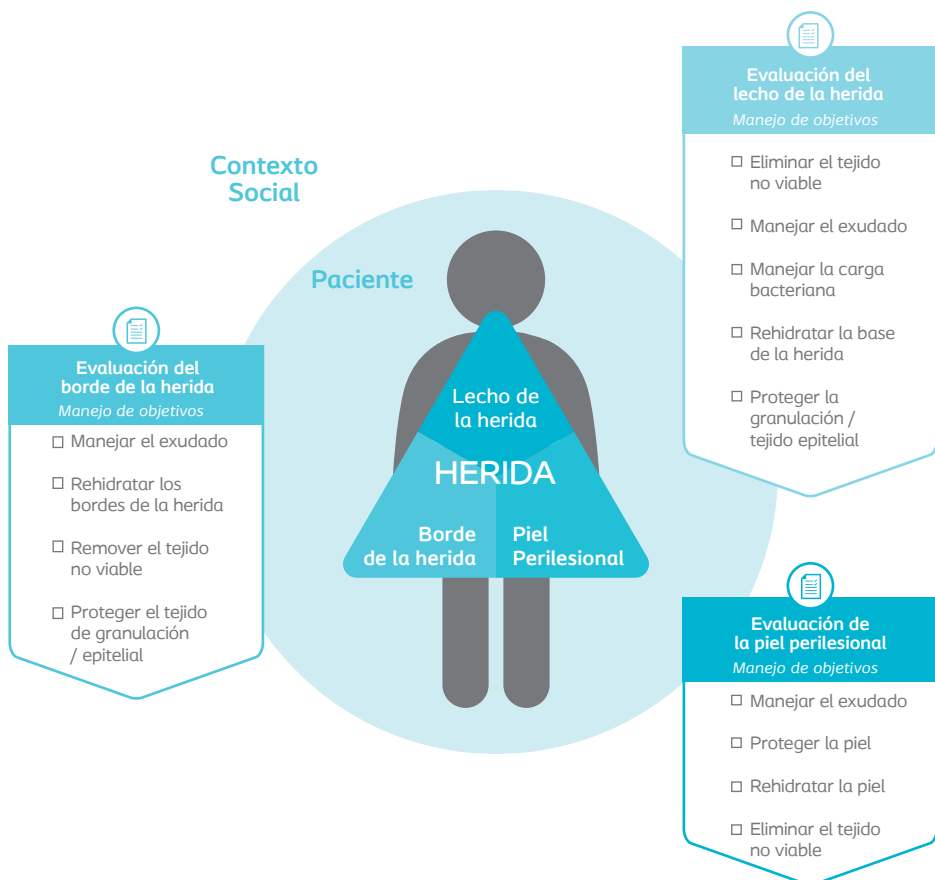 Contexto
Social
Paciente
Lecho de
la herida
HERIDA
Borde
de la herida
Piel
Perilesional
Evaluación del
borde de la herida
Manejo de objetivos
Manejar el exudado
Rehidratar los
bordes de la herida
Remover el tejido
no viable
Proteger el tejido
de granulación
/ epitelial
Evaluación del
lecho de la herida
Manejo de objetivos
Eliminar el tejido
no viable
Manejar el exudado
Manejar la carga
bacteriana
Rehidratar la base
de la herida
Proteger la
granulación /
tejido epitelial
Evaluación de
la piel perilesional
Manejo de objetivos
Manejar el exudado
Proteger la piel
Rehidratar la piel
Eliminar el tejido
no viable